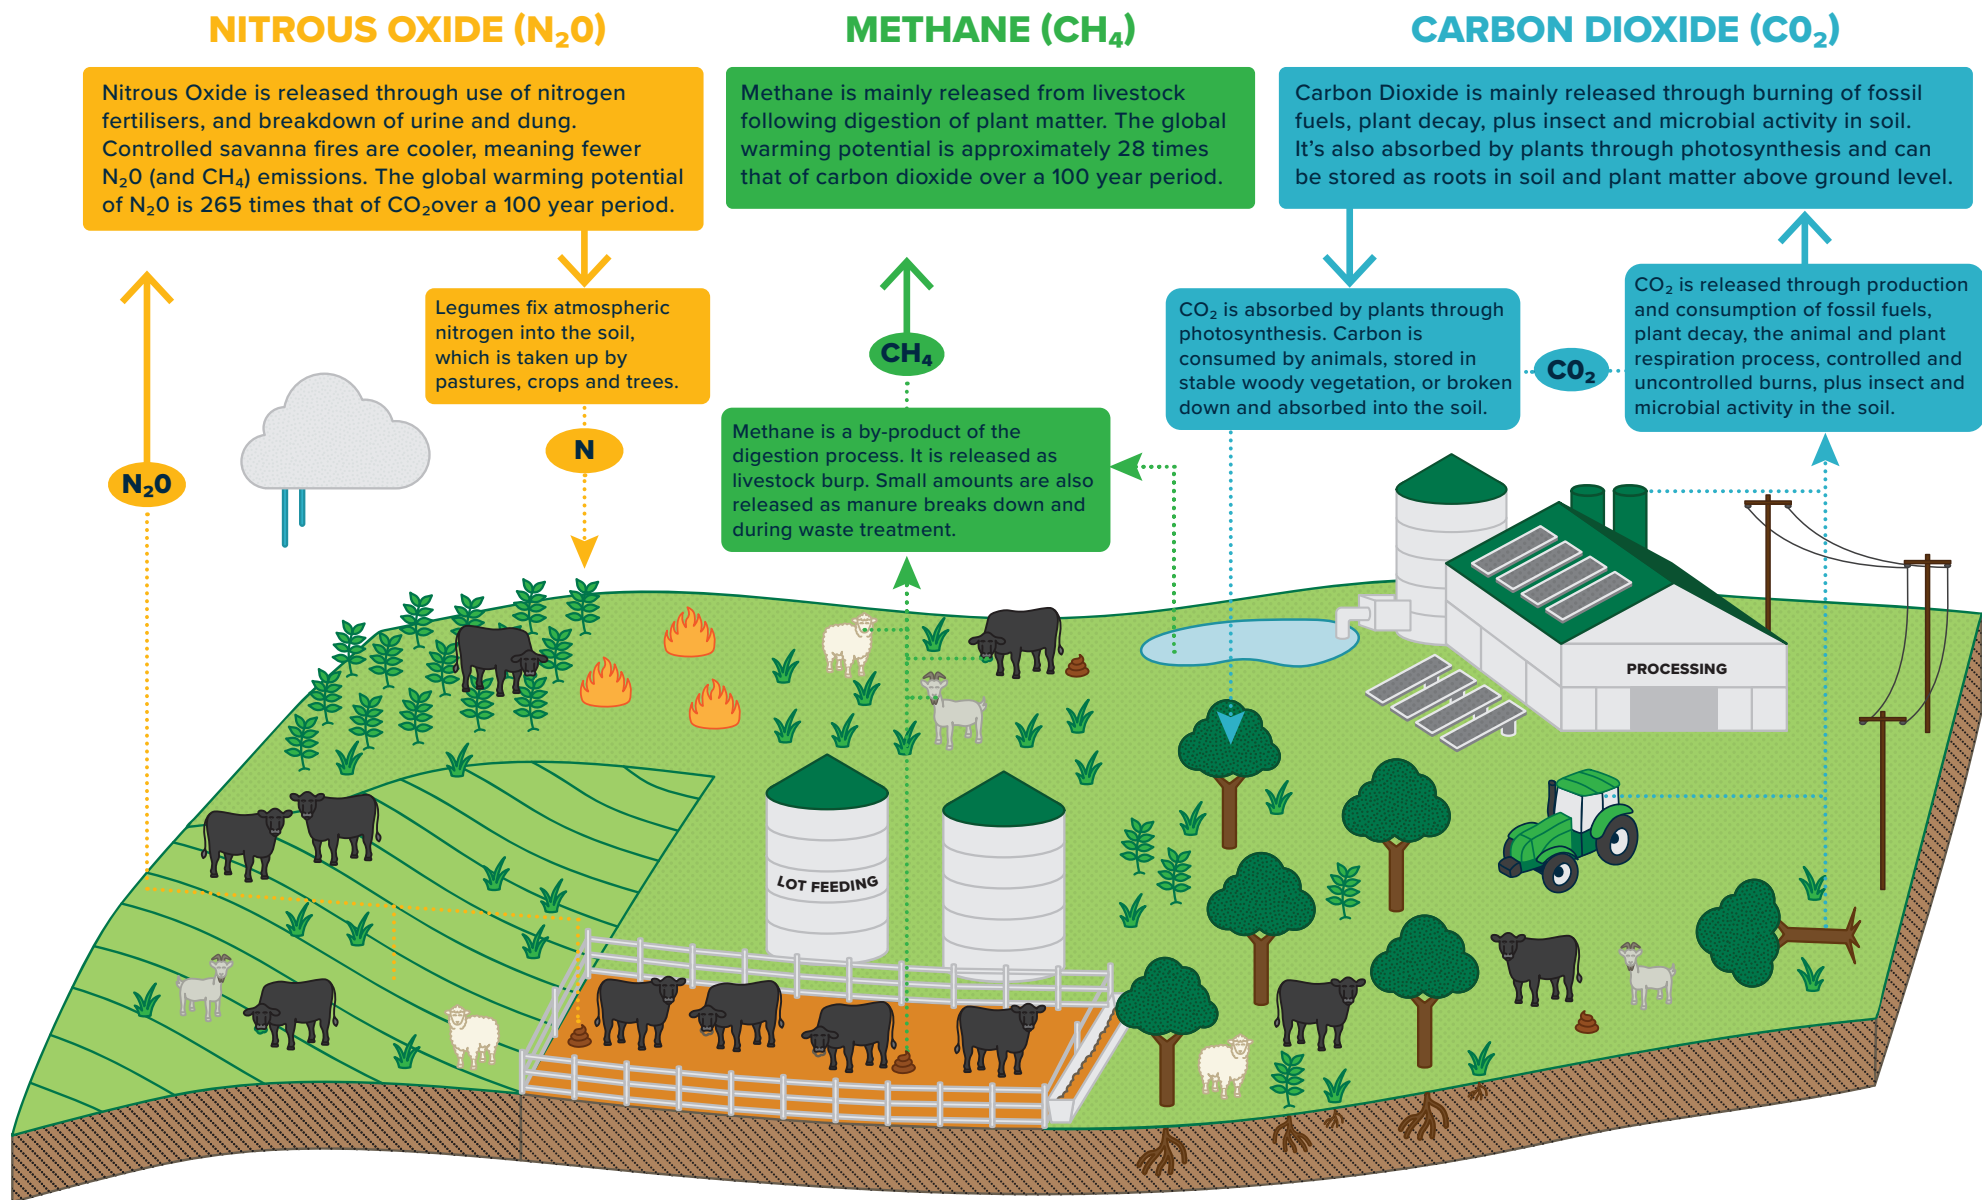 NITROUS OXIDE (N₂0)
Nitrous Oxide is released through use of nitrogen
fertilisers, and breakdown of urine and dung.
Controlled savanna fires are cooler, meaning fewer
N₂0 (and CH₄) emissions. The global warming potential
of N₂0 is 265 times that of CO₂over a 100 year period.
METHANE (CH₄)
Methane is mainly released from livestock
following digestion of plant matter. The global
warming potential is approximately 28 times
that of carbon dioxide over a 100 year period.
CARBON DIOXIDE (C0₂)
Carbon Dioxide is mainly released through burning of fossil
fuels, plant decay, plus insect and microbial activity in soil.
It’s also absorbed by plants through photosynthesis and can
be stored as roots in soil and plant matter above ground level.
N₂0
Legumes fix atmospheric
nitrogen into the soil,
which is taken up by
pastures, crops and trees.
N
CH₄
Methane is a by-product of the
digestion process. It is released as
livestock burp. Small amounts are also
released as manure breaks down and
during waste treatment.
CO₂ is absorbed by plants through
photosynthesis. Carbon is
consumed by animals, stored in
stable woody vegetation, or broken
down and absorbed into the soil.
C0₂
CO₂ is released through production
and consumption of fossil fuels,
plant decay, the animal and plant
respiration process, controlled and
uncontrolled burns, plus insect and
microbial activity in the soil.
PROCESSING
LOT FEEDING